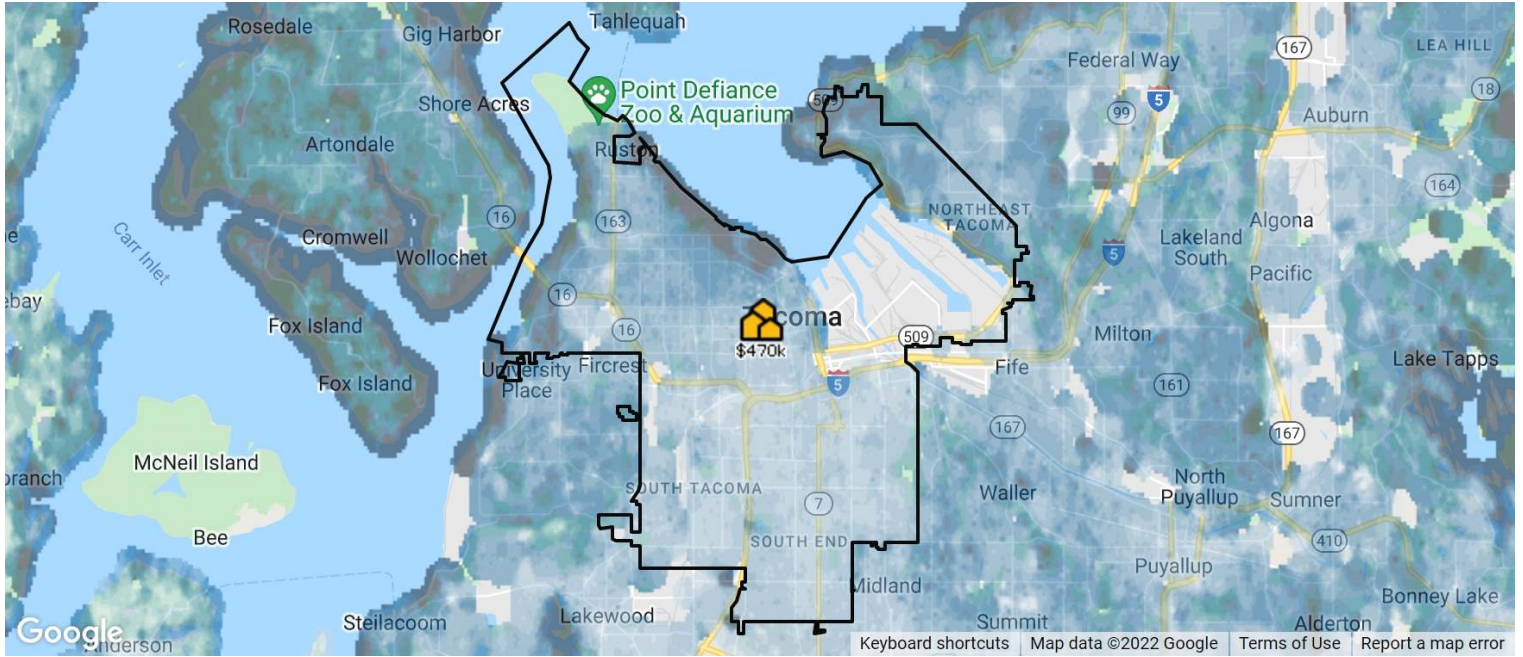 Rosedale
Tahlequah
Gig Harbor
Federal Way
167
LEA HILL
Point Defiance
Zoo & Aquarium
Shore Acres
509
99
5
18
Auburn
Artondale
Ruston
164
16
163
NORTHEAST
TACOMA
Algona
Carr Inlet
Cromwell
Wollochet
5
Lakeland
South
Pacific
16
Fox Island
16
coma
$470k
509
Milton
Lake Tapps
University
Place
Fircrest
Fox Island
5
Fife
161
167
167
McNeil Island
SOUTH TACOMA
7
Waller
North
Puyallup
Sumner
Bee
SOUTH END
410
Puyallup
Midland
Bonney Lake
Steilacoom
Lakewood
Summit
Alderton
Google
Anderson
Keyboard shortcuts
Map data ©2022 Google
Terms of Use
Report a map error